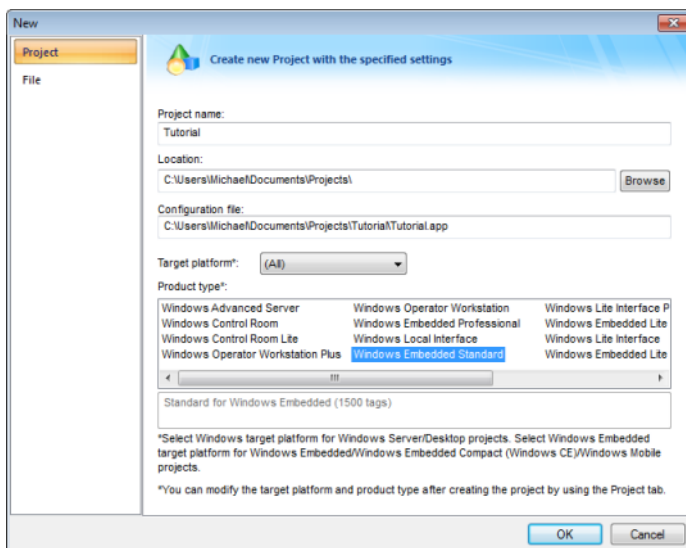 New
Project
File
Create new Project with the specified settings
Project name:
Tutorial
Location:
C:\Users\Michael\Documents\Projects\
Browse
Configuration file:
C:\Users\Michael\Documents\Projects\Tutorial\Tutorial.app
Target platform*:
(All)
Product type*:
Windows Advanced Server Windows Operator Workstation Windows Lite Interface P
Windows Control Room Windows Embedded Professional Windows Embedded Lite
Windows Control Room Lite Windows Local Interface Windows Lite Interface
Windows Operator Workstation Plus Windows Embedded Standard Windows Embedded Lite
Standard for Windows Embedded (1500 tags)
*Select Windows target platform for Windows Server/Desktop projects. Select Windows Embedded
target platform for Windows Embedded/Windows Embedded Compact (Windows CE)/Windows Mobile
projects.
*You can modify the target platform and product type after creating the project by using the Project tab.
OK
Cancel